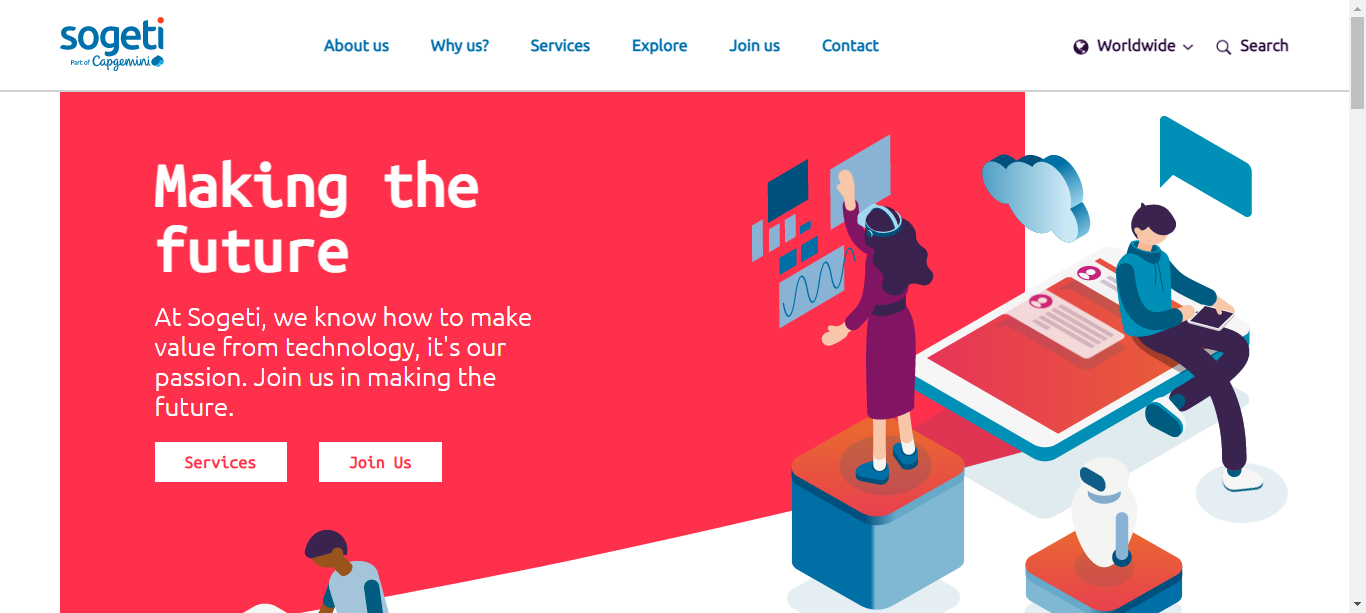 sogeti
Part of Capgemini
About us
Why us?
Services
Explore
Join us
Contact
Worldwide
Search
Making the
future
At Sogeti, we know how to make
value from technology, it's our
passion. Join us in making the
future.
Services
Join Us